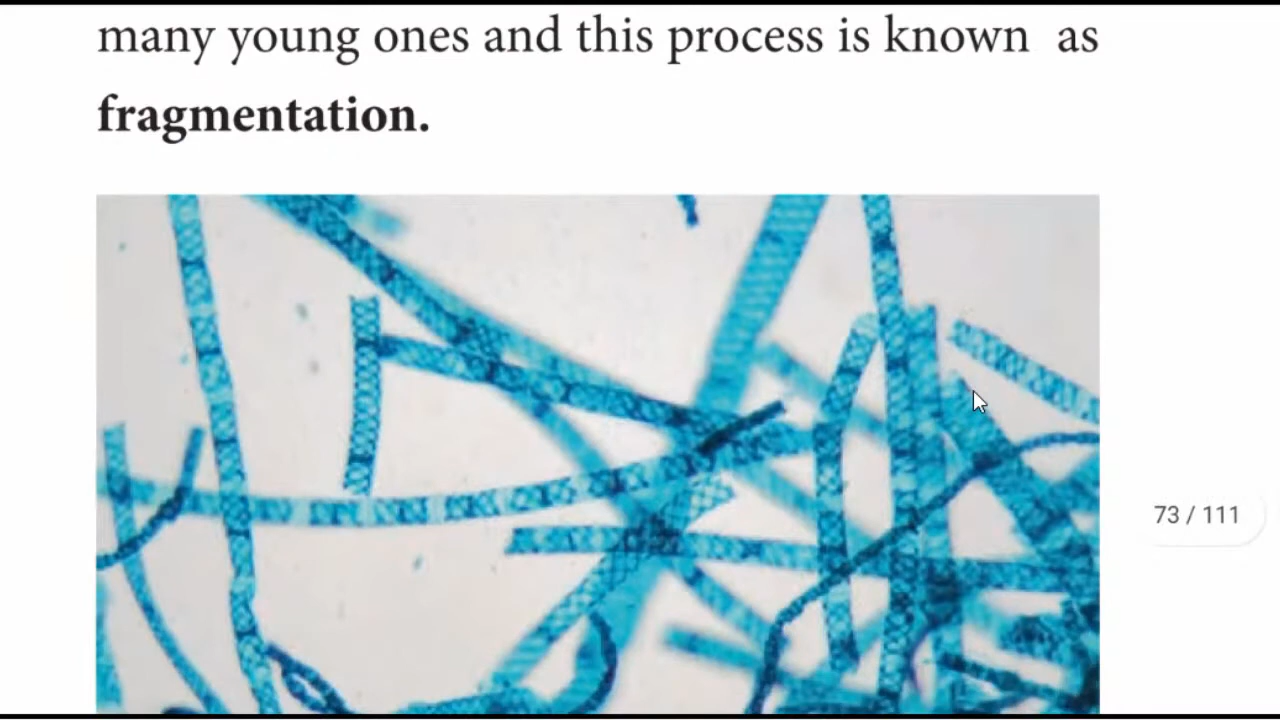 many young ones and this process is known as
fragmentation.
73 / 111